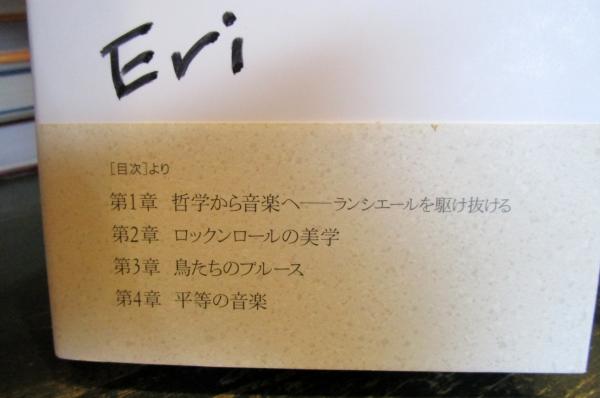 Eri
[目次]より
第1章 哲学から音楽へ──ランシエールを駆け抜ける
第2章 ロックンロールの美学
第3章 鳥たちのプルース
第4章 平等の音楽